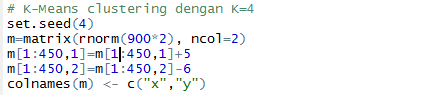 # K-Means clustering dengan K=4
set.seed(4)
m=matrix(rnorm(900*2), ncol=2)
m[1:450,1]=m[1:450,1]+5
m[1:450,2]=m[1:450,2]-6
colnames(m) <- c("x","y")